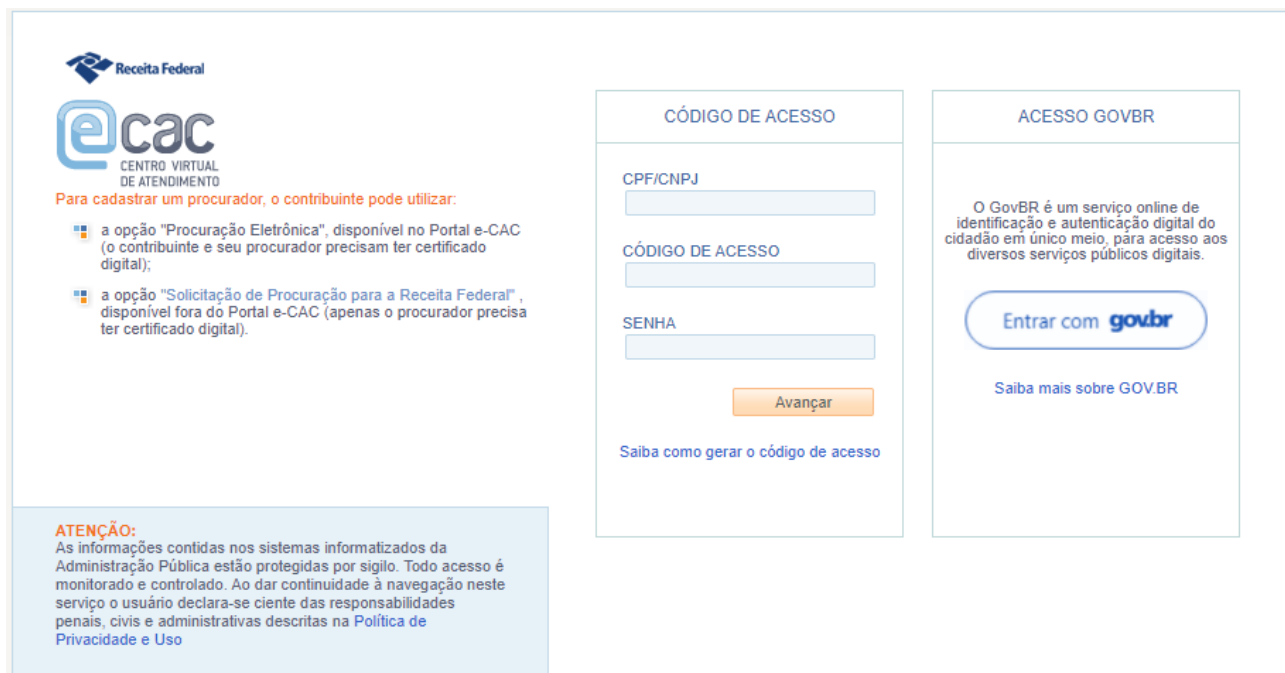 Receita Federal
ecac
CENTRO VIRTUAL
DE ATENDIMENTO
Para cadastrar um procurador, o contribuinte pode utilizar:
a opção "Procuração Eletrônica", disponível no Portal e-CAC
(o contribuinte e seu procurador precisam ter certificado
digital);
a opção "Solicitação de Procuração para a Receita Federal" ,
disponível fora do Portal e-CAC (apenas o procurador precisa
ter certificado digital).
ATENÇÃO:
As informações contidas nos sistemas informatizados da
Administração Pública estão protegidas por sigilo. Todo acesso é
monitorado e controlado. Ao dar continuidade à navegação neste
serviço o usuário declara-se ciente das responsabilidades
penais, civis e administrativas descritas na Política de
Privacidade e Uso
CÓDIGO DE ACESSO
CPF/CNPJ
CÓDIGO DE ACESSO
SENHA
Avançar
Saiba como gerar o código de acesso
ACESSO GOVBR
O GovBR é um serviço online de
identificação e autenticação digital do
cidadão em único meio, para acesso aos
diversos serviços públicos digitais.
Entrar com gov.br
Saiba mais sobre GOV.BR